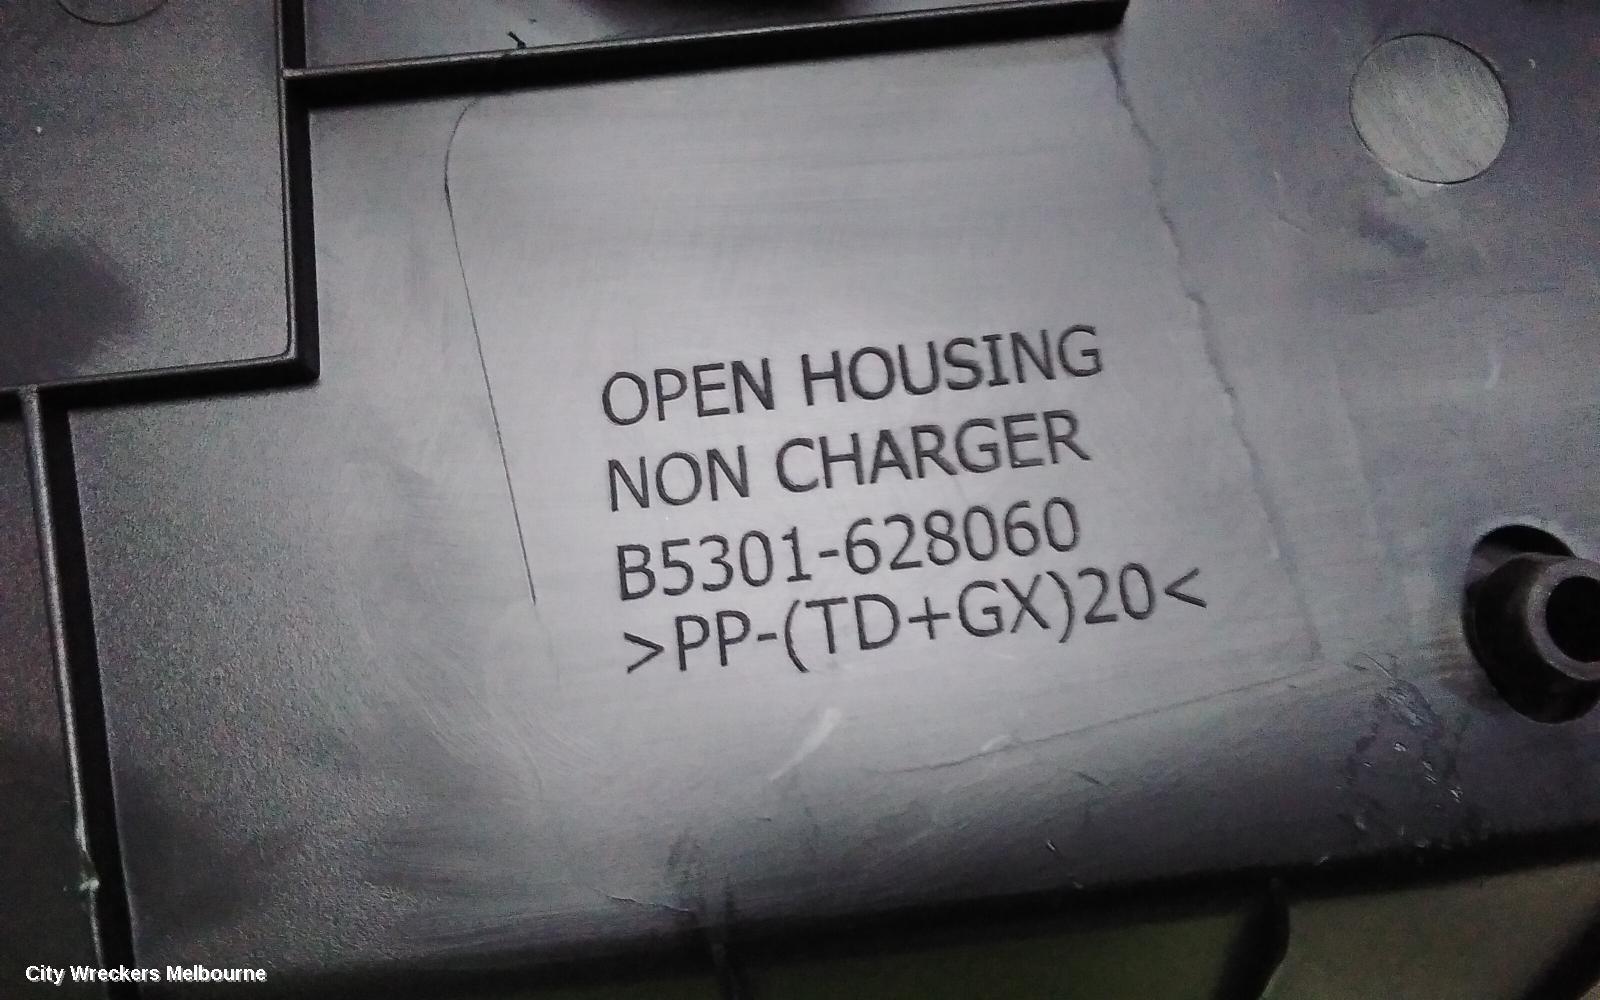 OPEN HOUSING
NON CHARGER
B5301-628060
>PP-(TD+GX)20<
City Wreckers Melbourne